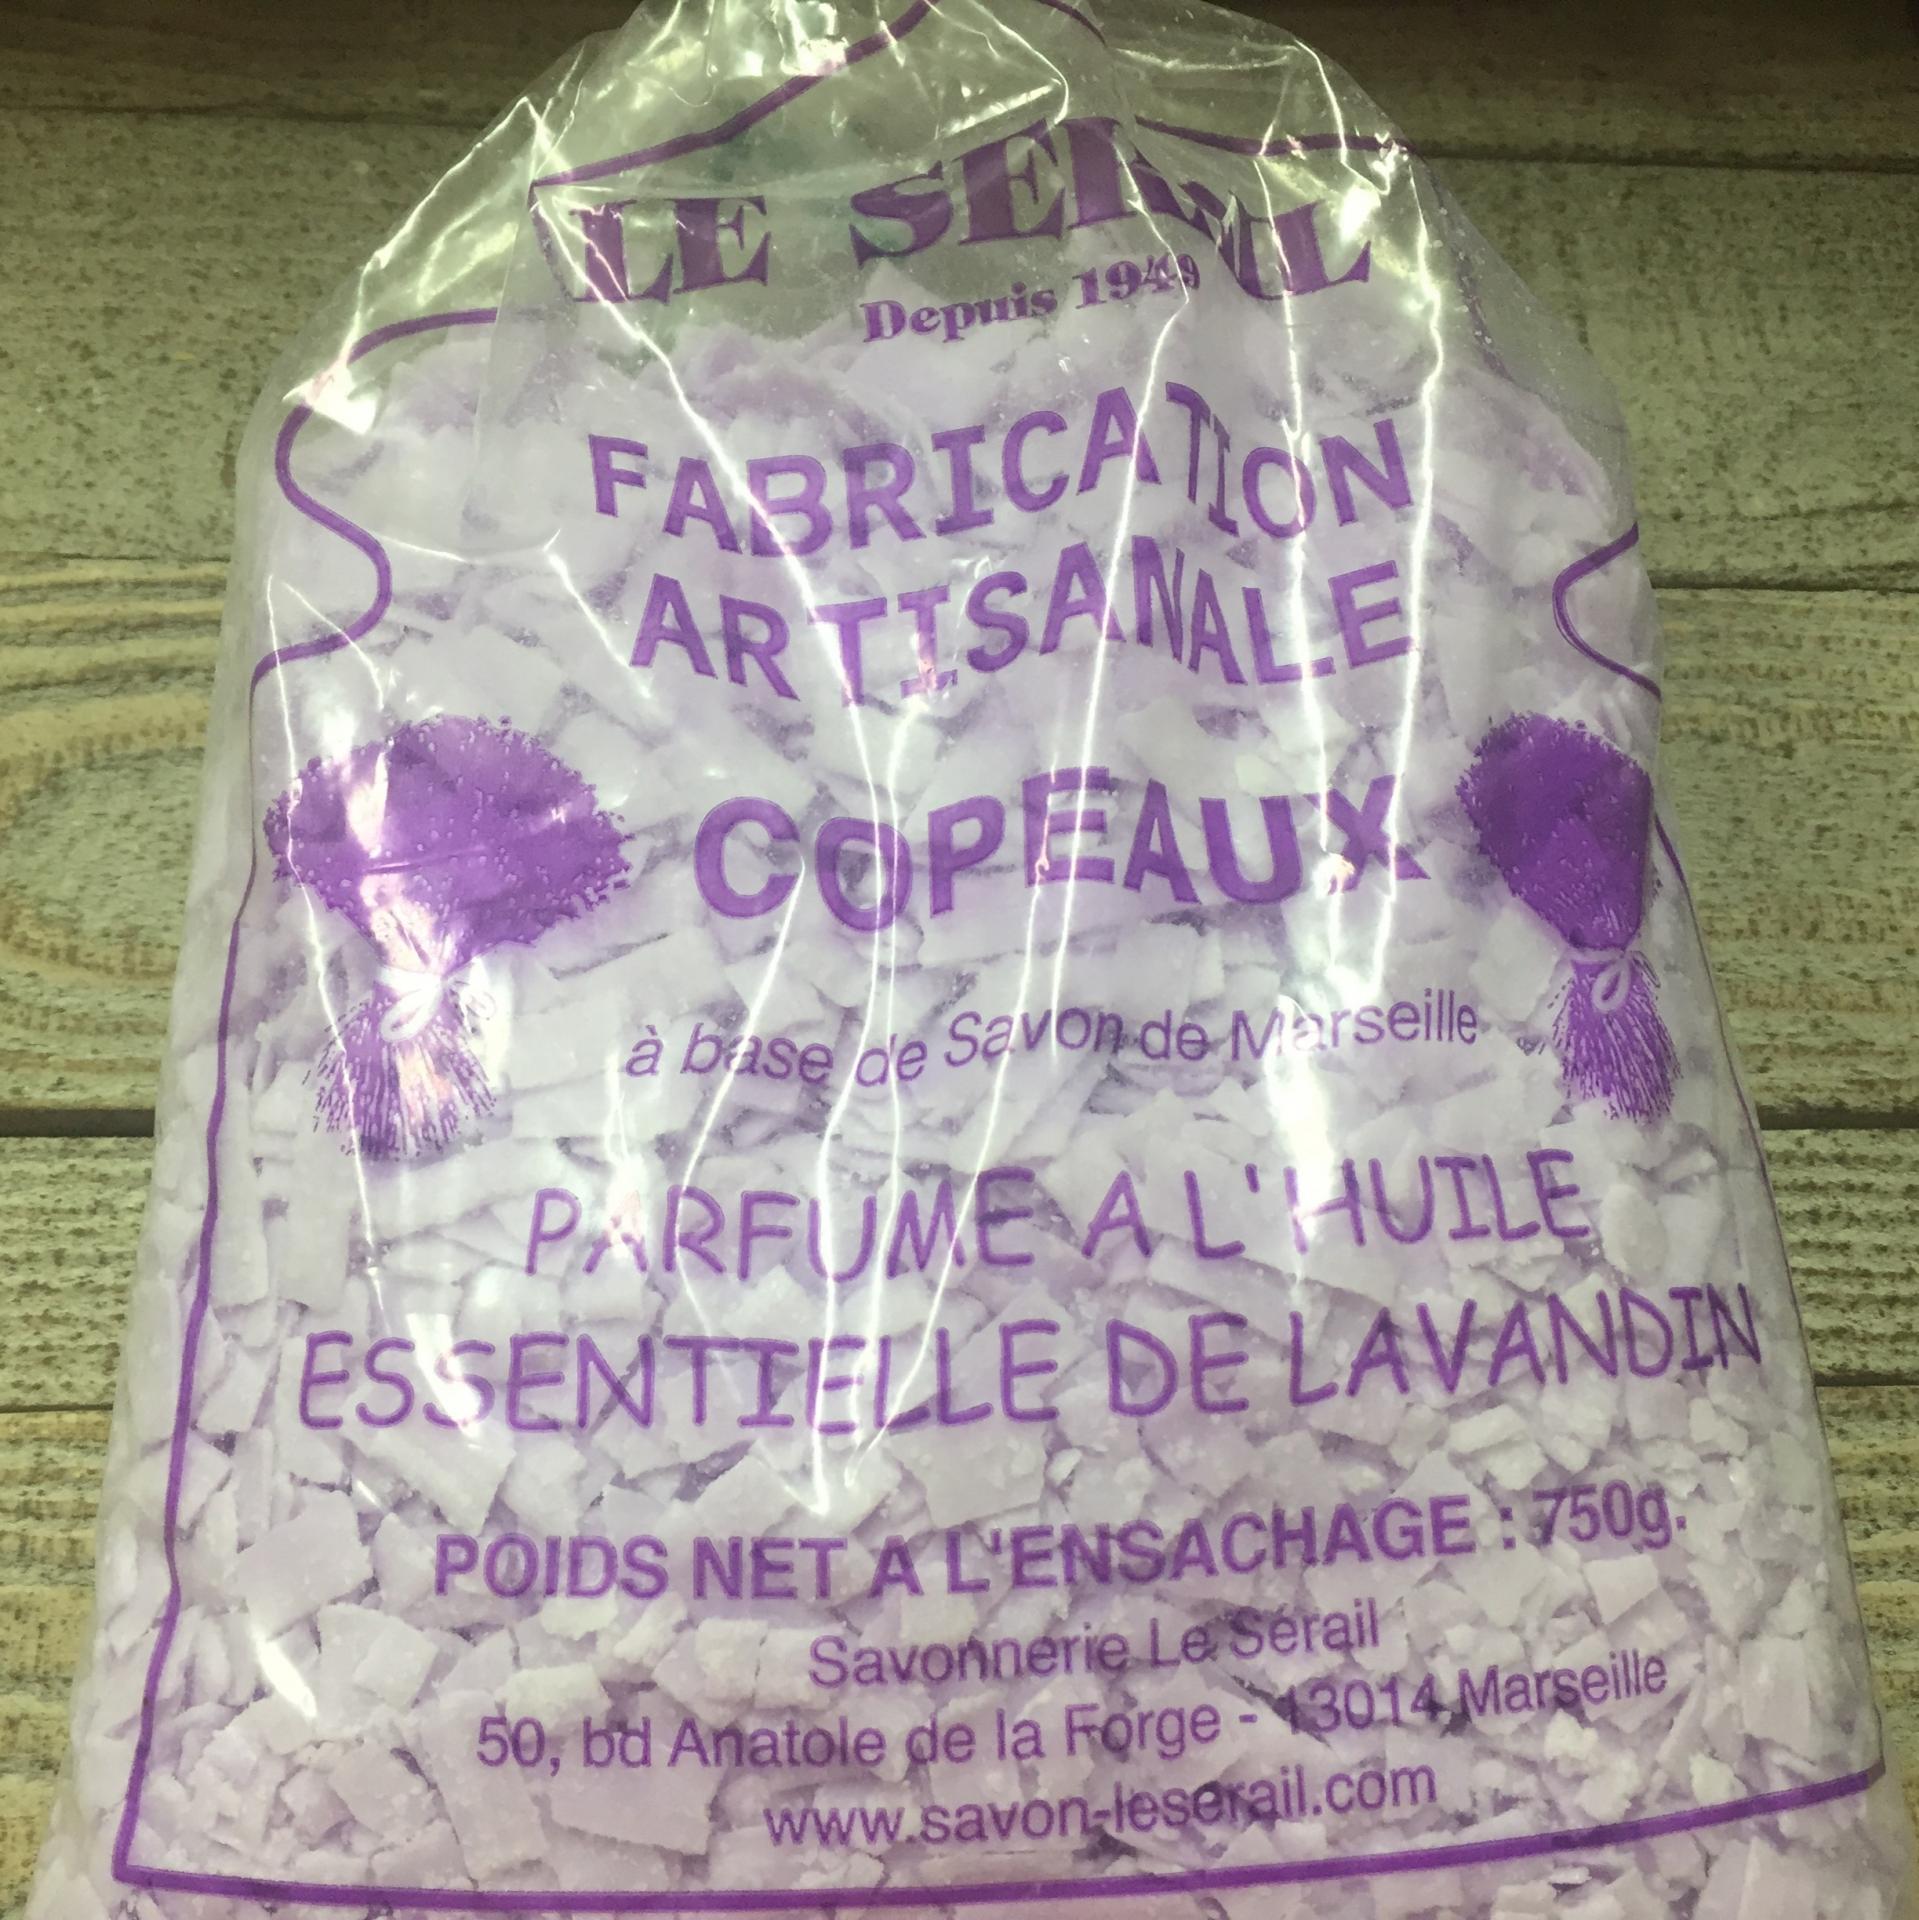 LE SERAIL
Depuis 1949
FABRICATION
ARTISANALE
COPEAUX
à base de Savon de Marseille
PARFUME A L'HUILE
ESSENTIELLE DE LAVANDIN
POIDS NET A L'ENSACHAGE : 750g.
Savonnerie Le Sérail
50, bd Anatole de la Forge - 13014 Marseille
www.savon-leserail.com